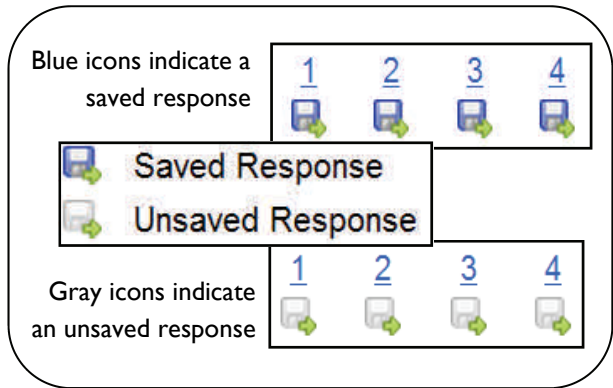 Blue icons indicate a
saved response
1 2 3 4
Saved Response
Unsaved Response
Gray icons indicate
an unsaved response
1 2 3 4